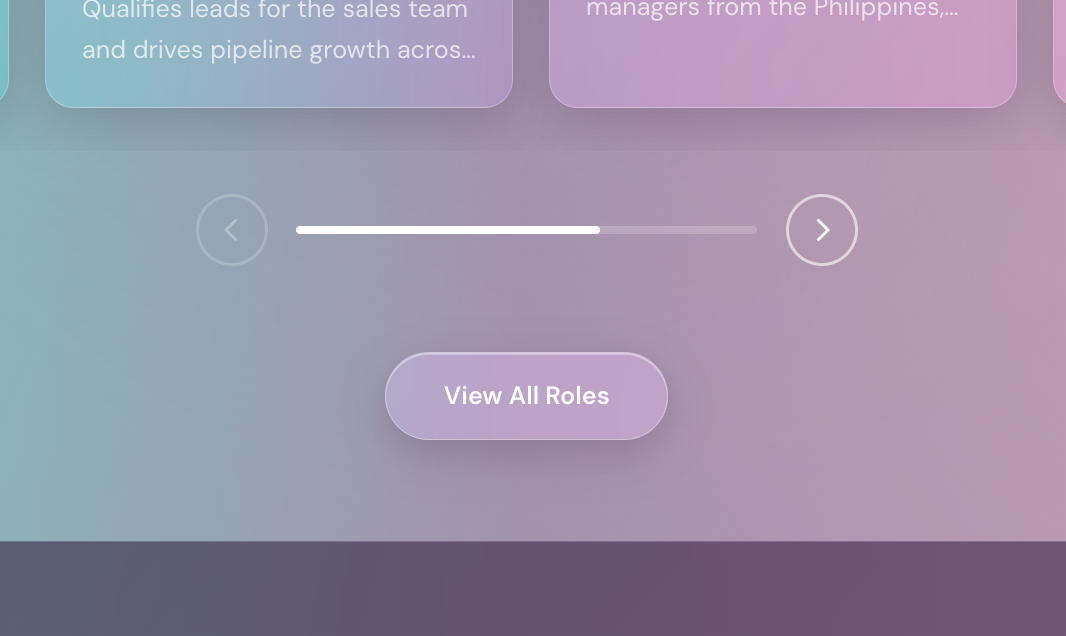 Qualifies leads for the sales team
and drives pipeline growth acros...
managers from the Philippines,...
View All Roles